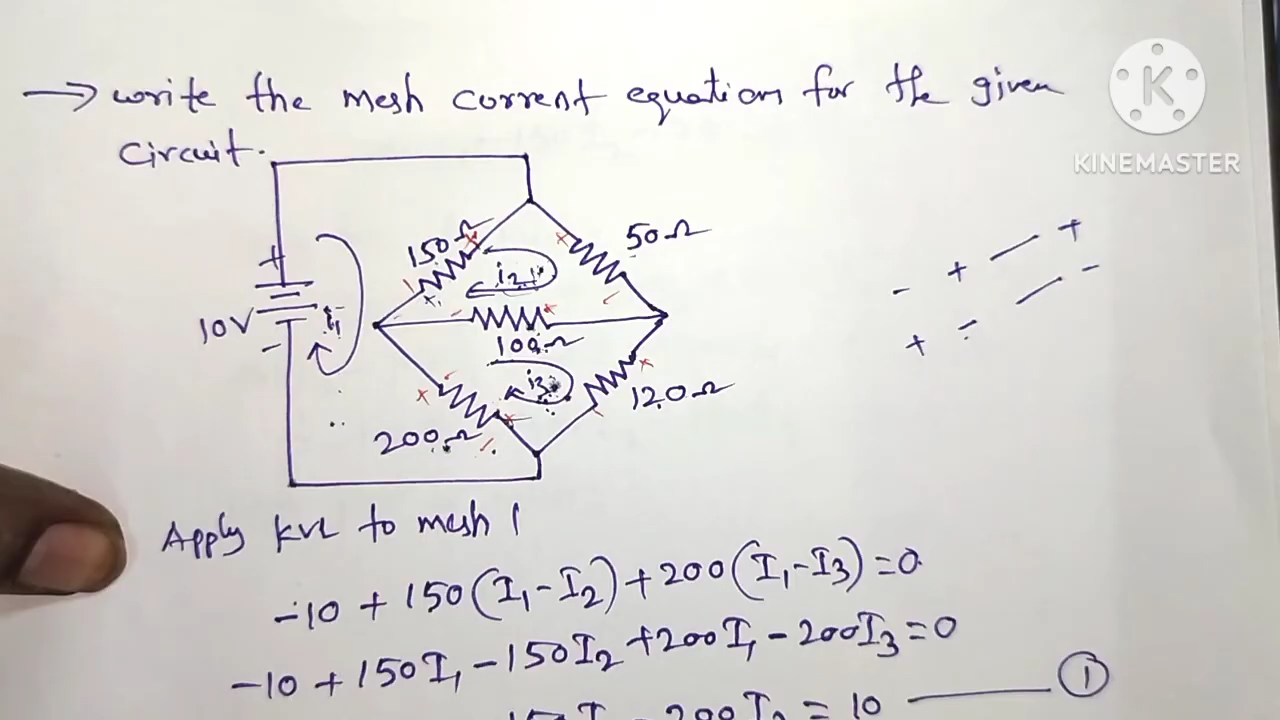 → write the mesh current equations for the given
circuit.
K
KINEMASTER
150Ω
50Ω
i2
+
10V
-
i1
100Ω
i3
200Ω
120Ω
- + — +
+ - — -
Apply KVL to mesh 1
-10 + 150(I1-I2)+200(I1-I3)=0
-10 +150I1 -150I2 +200I1 -200I3=0
= 10 —— ①